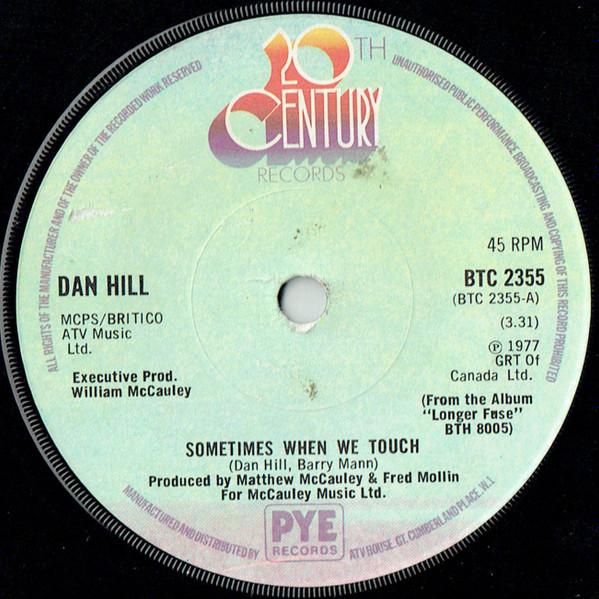 20TH
CENTURY
RECORDS
ALL RIGHTS OF THE MANUFACTURER AND OF THE OWNER OF THE RECORDED WORK RESERVED
UNAUTHORISED PUBLIC PERFORMANCE BROADCASTING AND COPYING OF THIS RECORD PROHIBITED
45 RPM
DAN HILL
BTC 2355
(BTC 2355-A)
MCPS/BRITICO
ATV Music
Ltd.
(3.31)
℗ 1977
GRT Of
Canada Ltd.
Executive Prod.
William McCauley
(From the Album
"Longer Fuse"
BTH 8005)
SOMETIMES WHEN WE TOUCH
(Dan Hill, Barry Mann)
Produced by Matthew McCauley & Fred Mollin
For McCauley Music Ltd.
MANUFACTURED AND DISTRIBUTED BY
PYE
RECORDS
ATV HOUSE, GT. CUMBERLAND PLACE, W.1